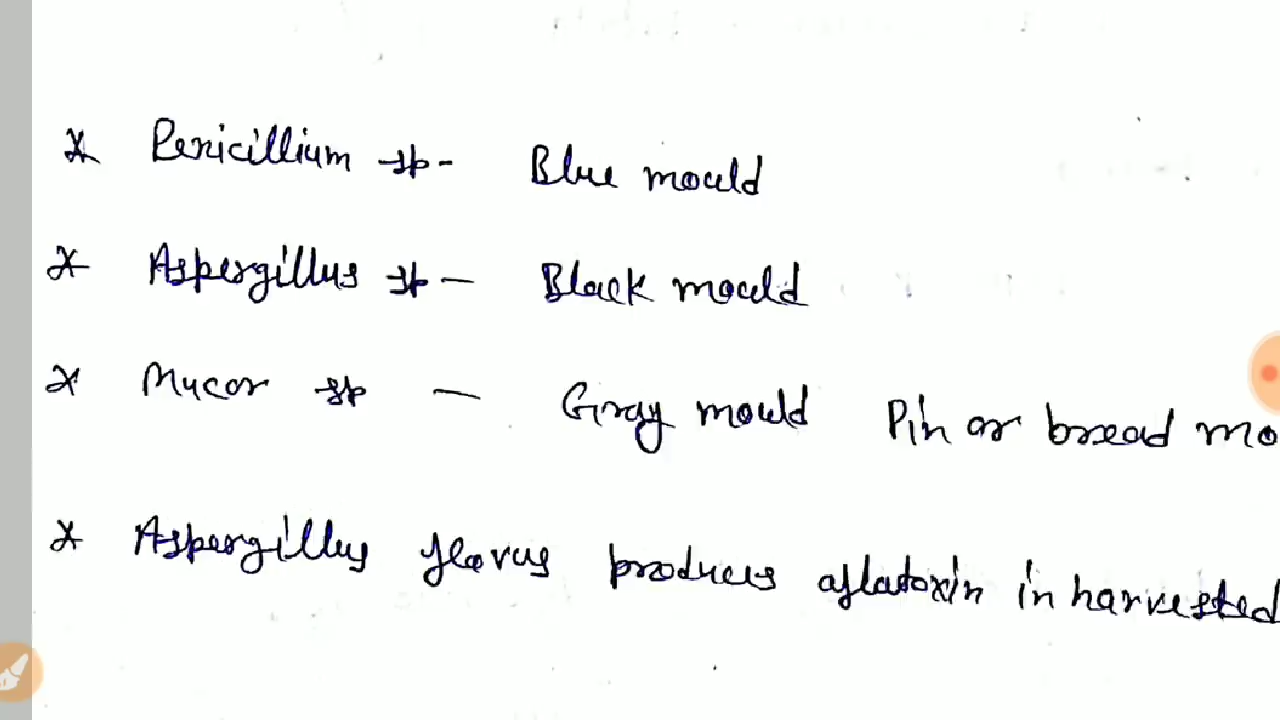 * Penicillium sp - Blue mould
* Aspergillus sp — Black mould
* Mucor sp — Gray mould Pin or bread mo
* Aspergillus flavus produces aflatoxin in harvested